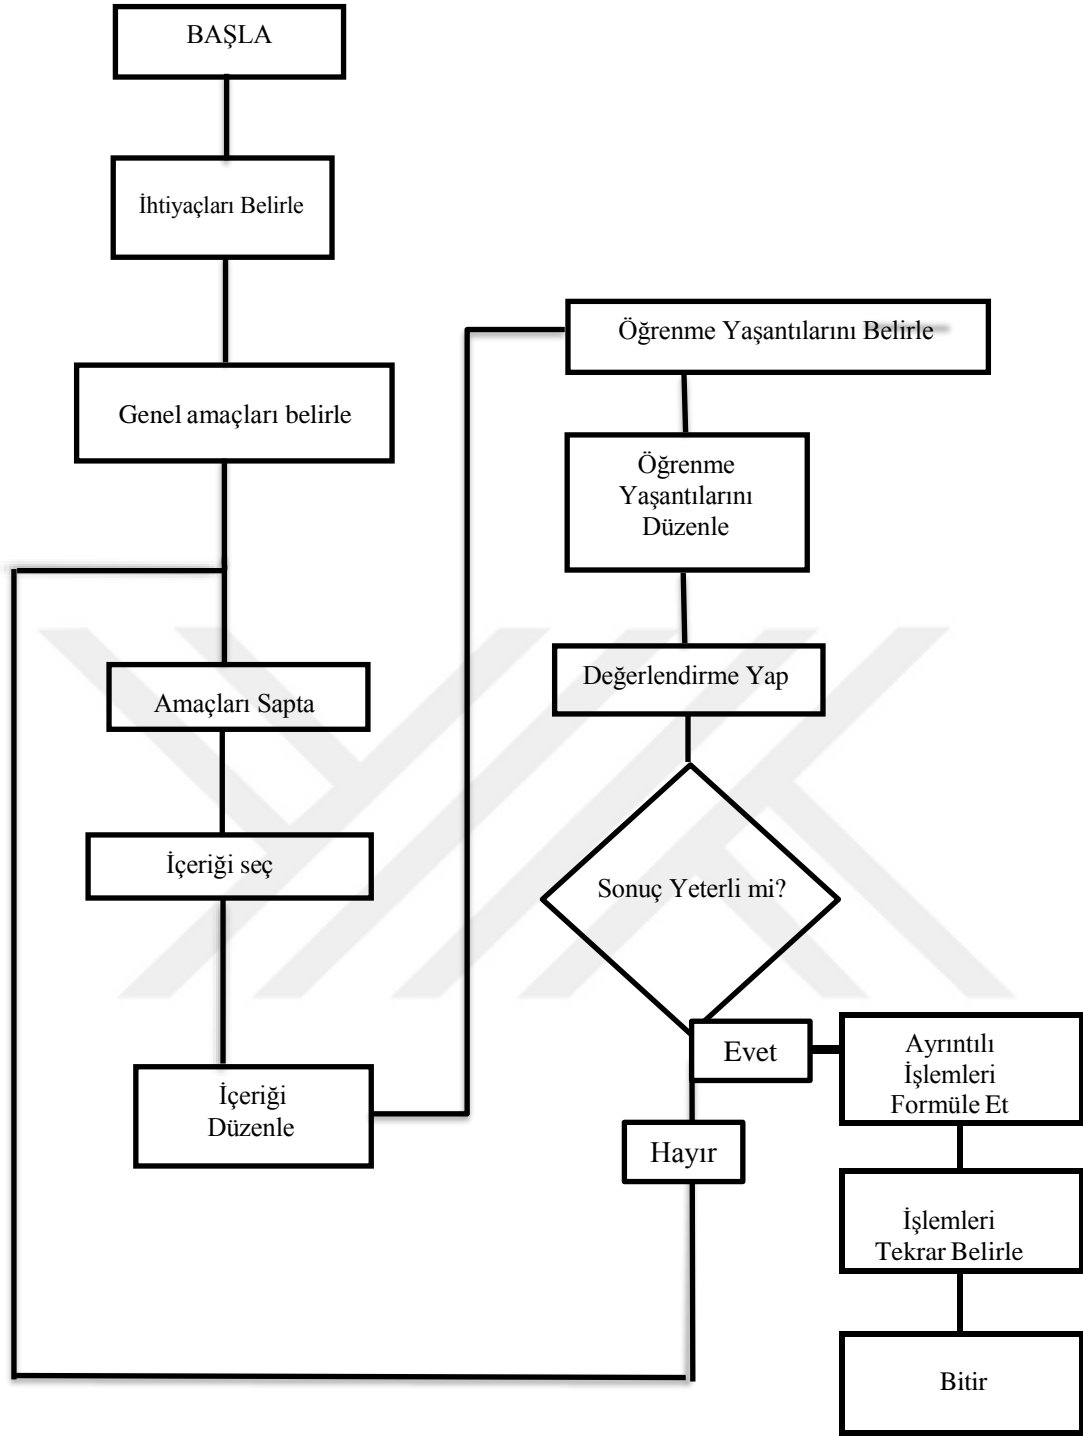 BAŞLA
İhtiyaçları Belirle
Genel amaçları belirle
Amaçları Sapta
İçeriği seç
İçeriği
Düzenle
Öğrenme Yaşantılarını Belirle
Öğrenme
Yaşantılarını
Düzenle
Değerlendirme Yap
Sonuç Yeterli mi?
Evet
Hayır
Ayrıntılı
İşlemleri
Formüle Et
İşlemleri
Tekrar Belirle
Bitir